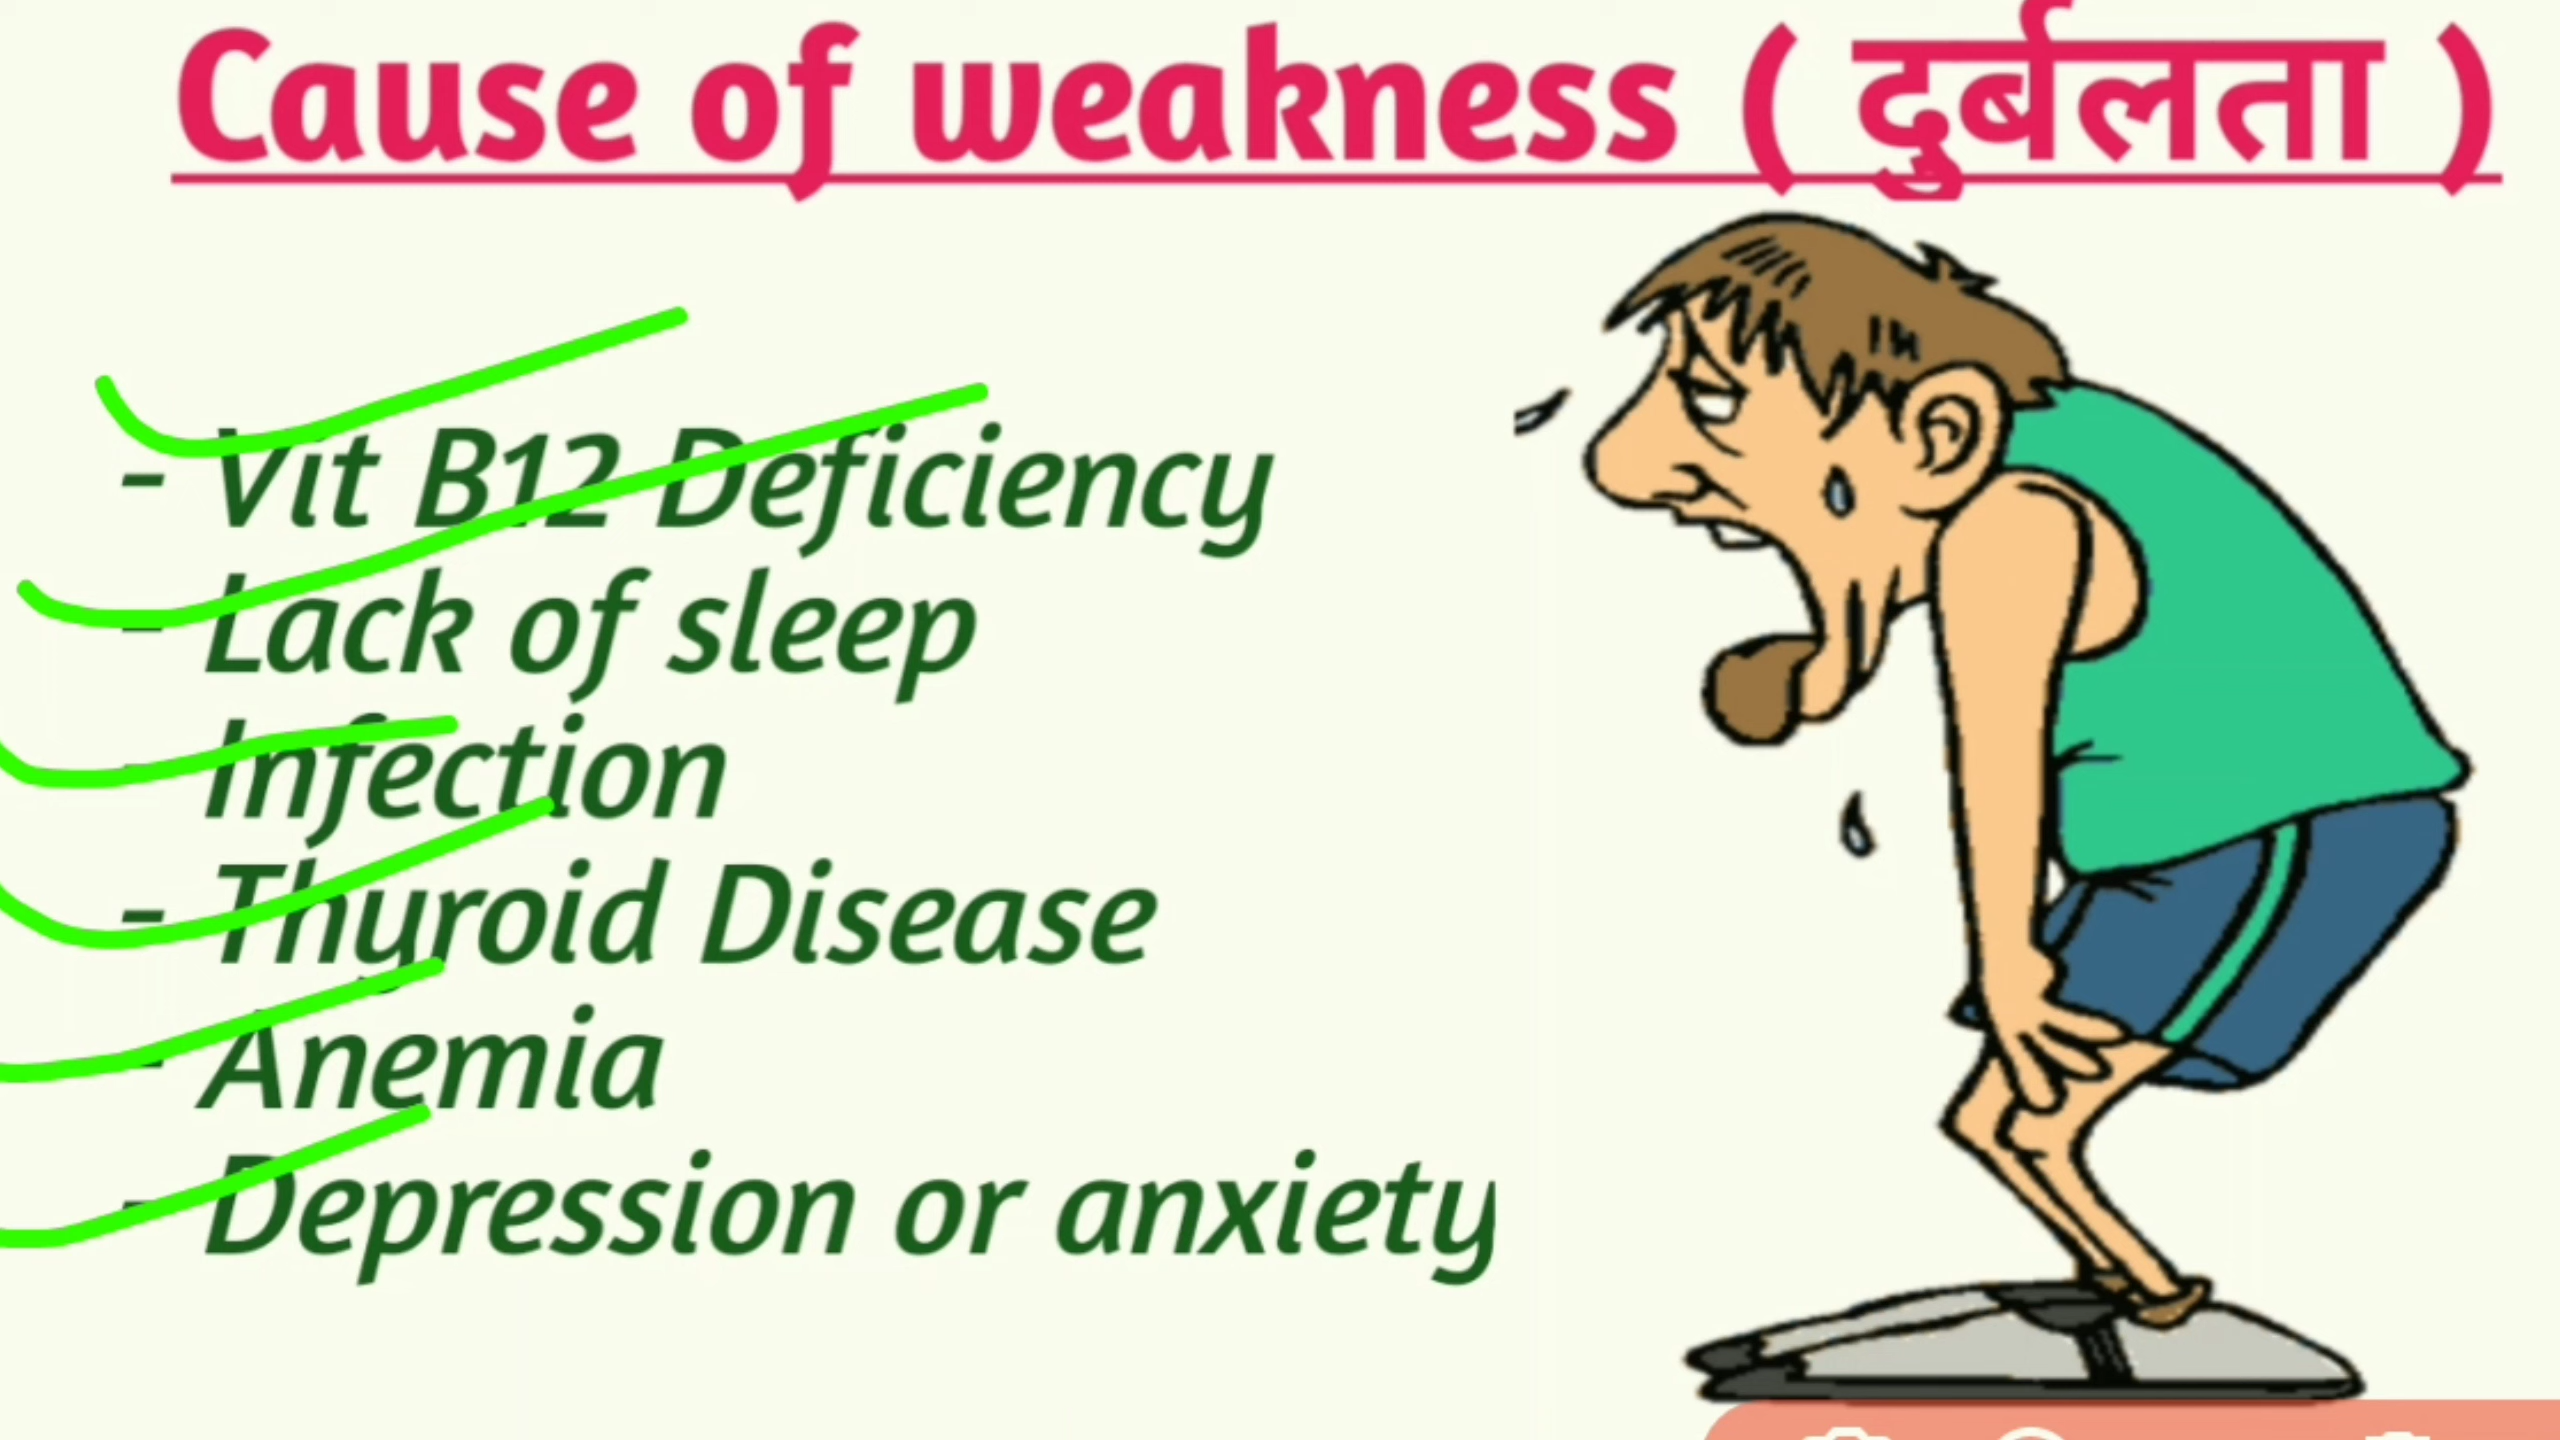 Cause of weakness ( दुर्बलता )
- Vit B12 Deficiency
- Lack of sleep
- Infection
- Thyroid Disease
- Anemia
- Depression or anxiety